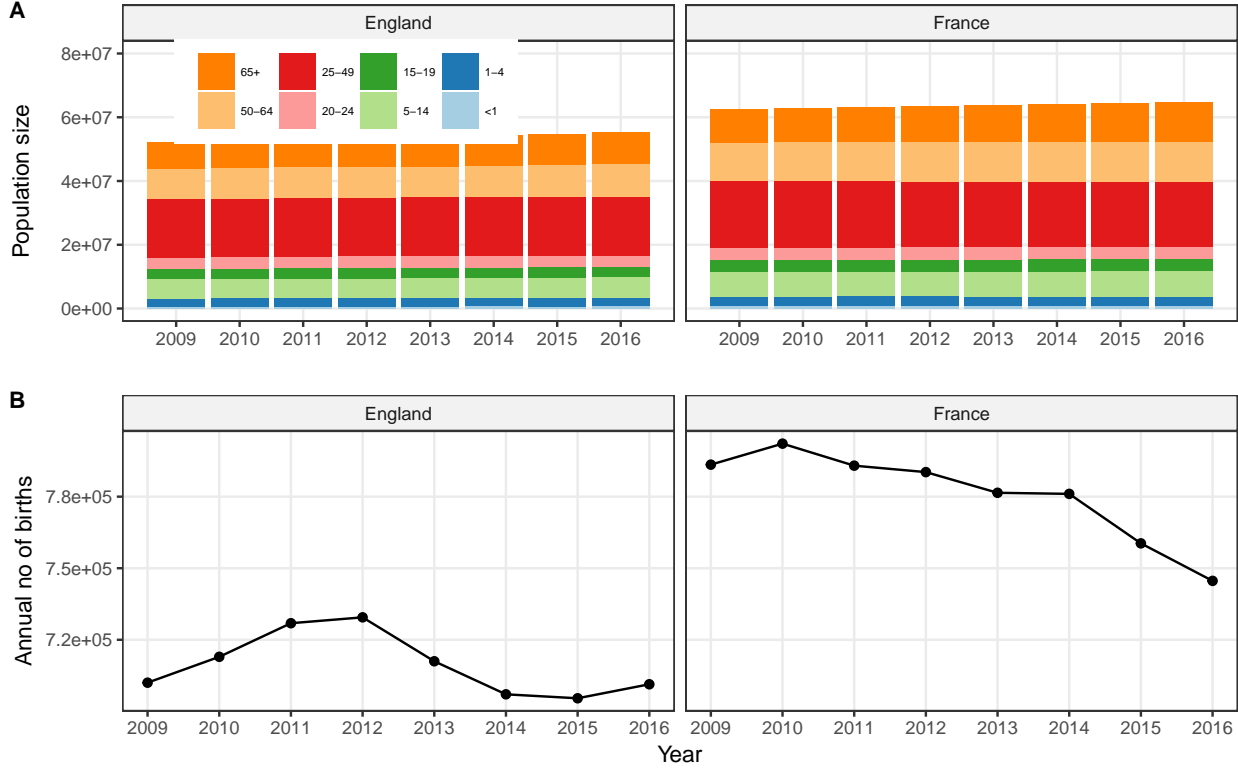 A
England France
8e+07
6e+07
4e+07
2e+07
0e+00
Population size
65+ 25−49 15−19 1−4
50−64 20−24 5−14 <1
2009 2010 2011 2012 2013 2014 2015 2016 2009 2010 2011 2012 2013 2014 2015 2016
B
England France
7.8e+05
7.5e+05
7.2e+05
Annual no of births
2009 2010 2011 2012 2013 2014 2015 2016 2009 2010 2011 2012 2013 2014 2015 2016
Year